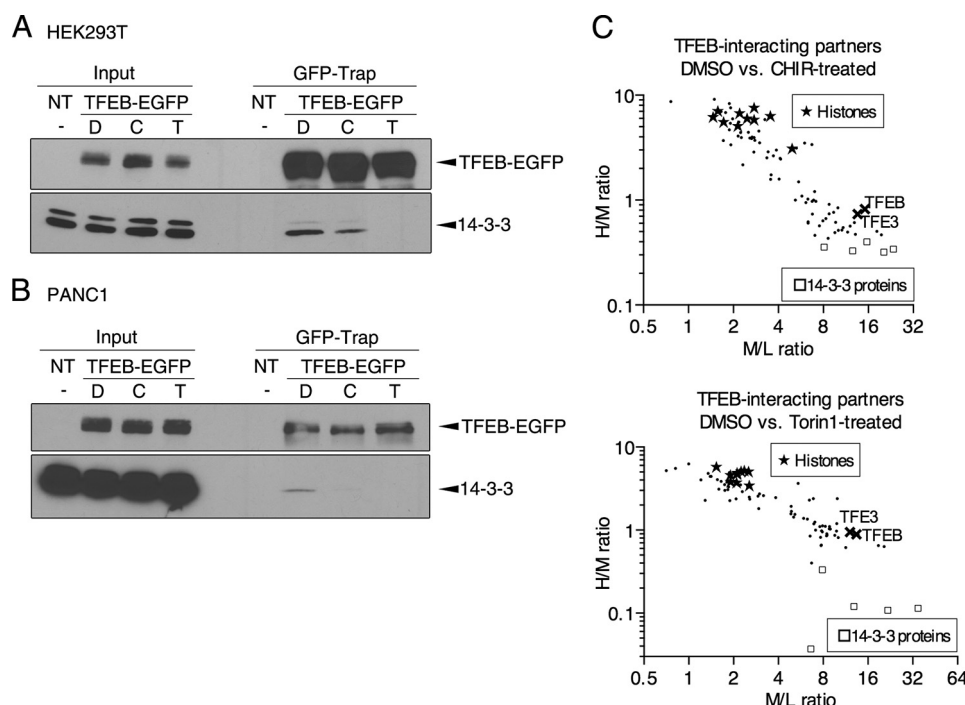 A HEK293T
Input GFP-Trap
NT TFEB-EGFP NT TFEB-EGFP
- D C T - D C T
TFEB-EGFP
14-3-3
B PANC1
Input GFP-Trap
NT TFEB-EGFP NT TFEB-EGFP
- D C T - D C T
TFEB-EGFP
14-3-3
C
TFEB-interacting partners
DMSO vs. CHIR-treated
10
Histones
H/M ratio
1
TFEB
TFE3
14-3-3 proteins
0.1
0.5 1 2 4 8 16 32
M/L ratio
TFEB-interacting partners
DMSO vs. Torin1-treated
10
Histones
H/M ratio
1
TFE3
TFEB
0.1
14-3-3 proteins
0.5 1 2 4 8 16 32 64
M/L ratio